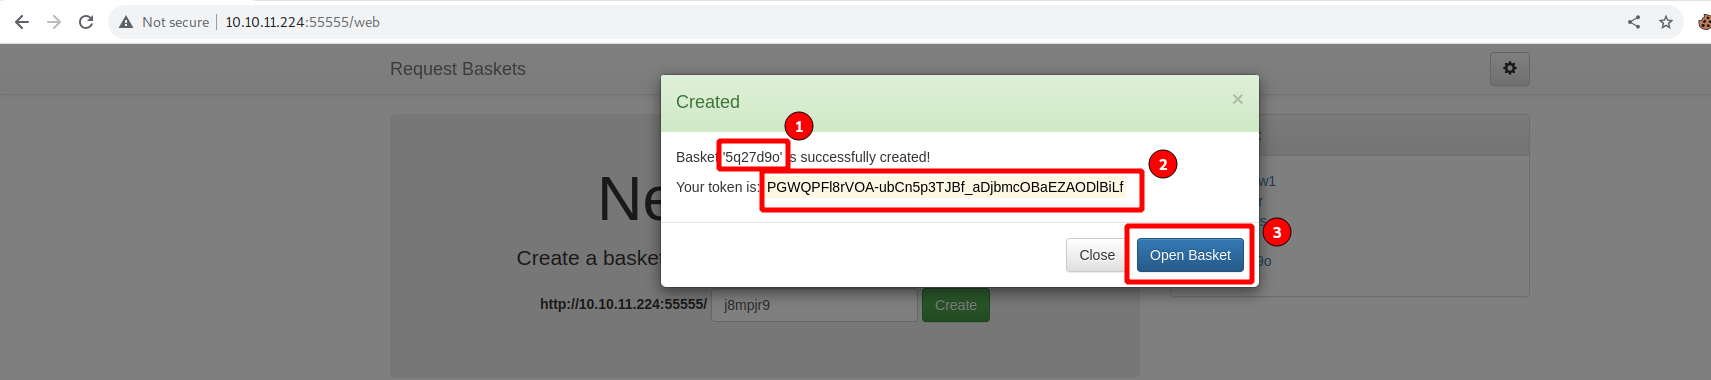 Not secure 10.10.11.224:55555/web
Request Baskets
Created ×
1
Basket '5q27d9o' is successfully created!
2
Your token is: PGWQPFl8rVOA-ubCn5p3TJBf_aDjbmcOBaEZAODlBiLf
3
Close Open Basket
Ne
Create a basket
http://10.10.11.224:55555/ j8mpjr9 Create
w1
r
s
9o